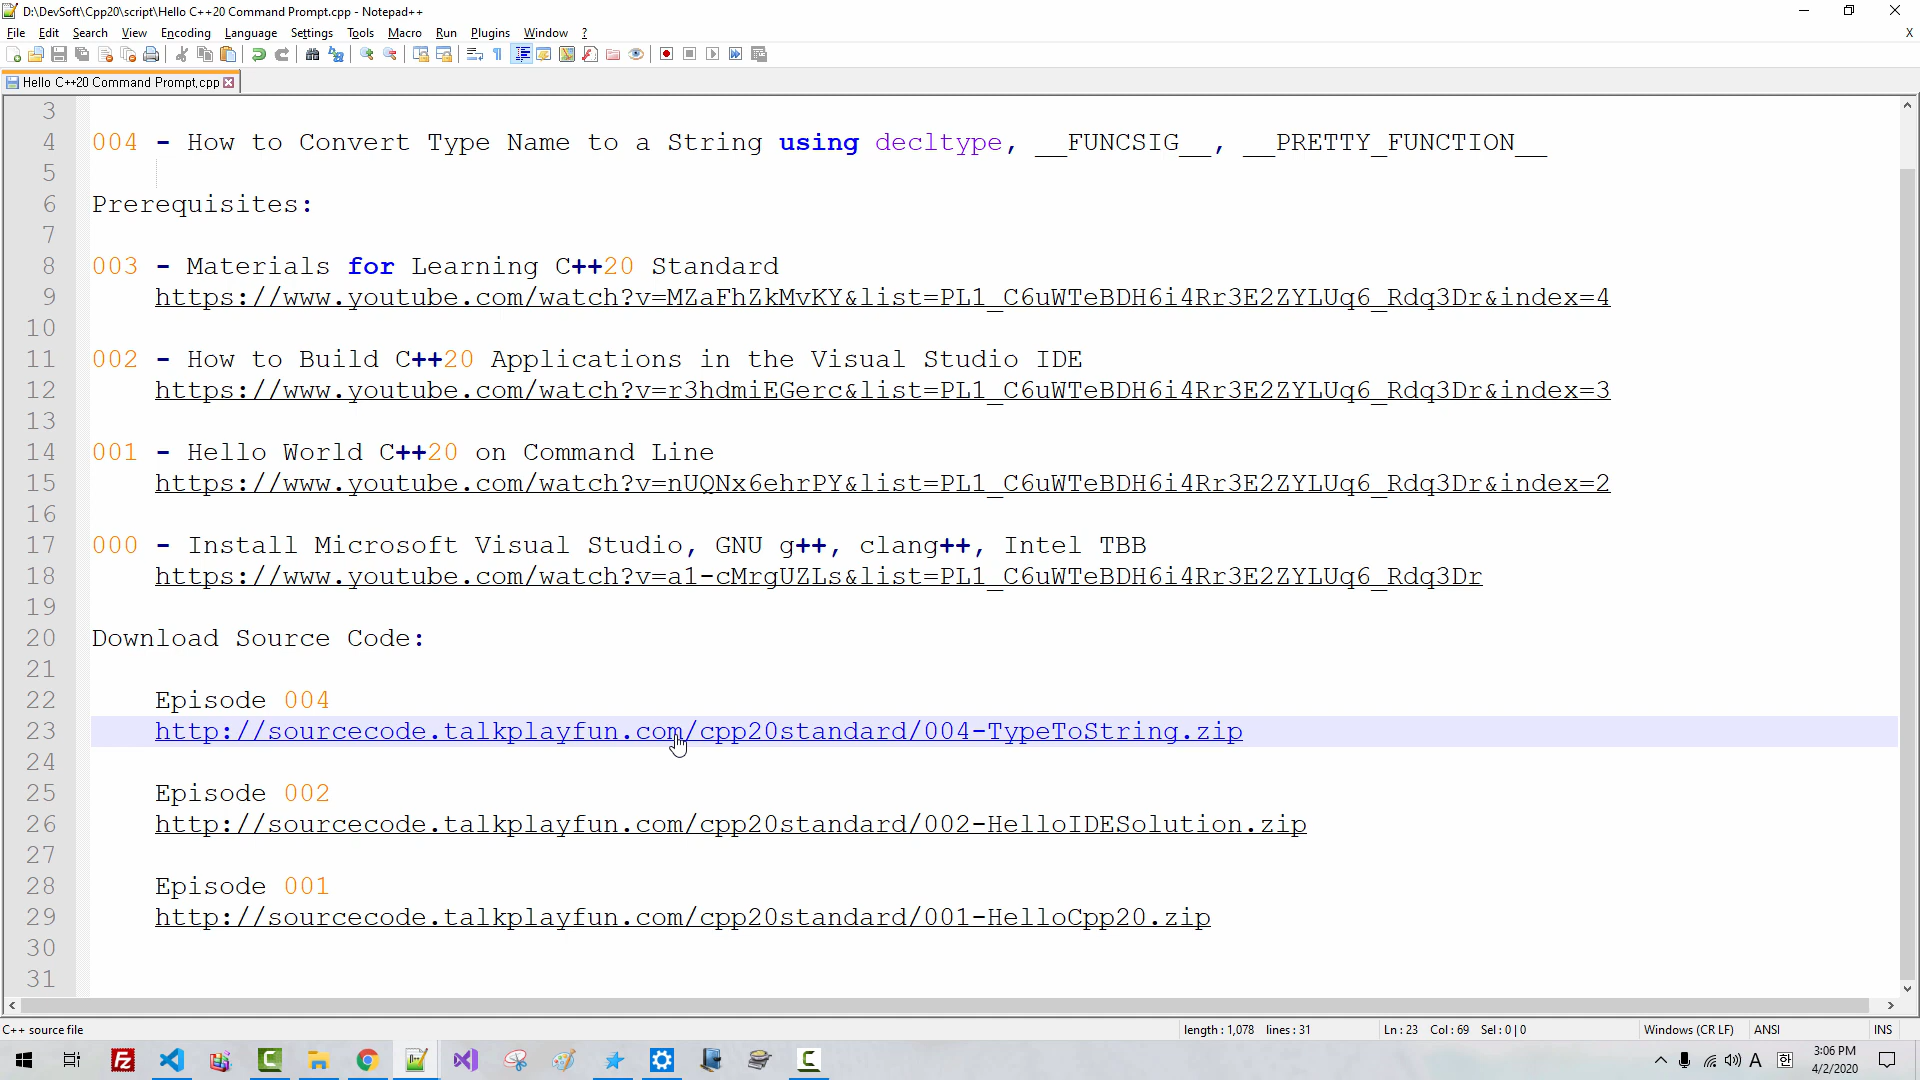 D:\DevSoft\Cpp20\script\Hello C++20 Command Prompt.cpp - Notepad++
File Edit Search View Encoding Language Settings Tools Macro Run Plugins Window ? X
Hello C++20 Command Prompt.cpp
3
4 004 - How to Convert Type Name to a String using decltype, __FUNCSIG__, __PRETTY_FUNCTION__
5
6 Prerequisites:
7
8 003 - Materials for Learning C++20 Standard
9 https://www.youtube.com/watch?v=MZaFhZkMvKY&list=PL1_C6uWTeBDH6i4Rr3E2ZYLUq6_Rdq3Dr&index=4
10
11 002 - How to Build C++20 Applications in the Visual Studio IDE
12 https://www.youtube.com/watch?v=r3hdmiEGerc&list=PL1_C6uWTeBDH6i4Rr3E2ZYLUq6_Rdq3Dr&index=3
13
14 001 - Hello World C++20 on Command Line
15 https://www.youtube.com/watch?v=nUQNx6ehrPY&list=PL1_C6uWTeBDH6i4Rr3E2ZYLUq6_Rdq3Dr&index=2
16
17 000 - Install Microsoft Visual Studio, GNU g++, clang++, Intel TBB
18 https://www.youtube.com/watch?v=a1-cMrgUZLs&list=PL1_C6uWTeBDH6i4Rr3E2ZYLUq6_Rdq3Dr
19
20 Download Source Code:
21
22 Episode 004
23 http://sourcecode.talkplayfun.com/cpp20standard/004-TypeToString.zip
24
25 Episode 002
26 http://sourcecode.talkplayfun.com/cpp20standard/002-HelloIDESolution.zip
27
28 Episode 001
29 http://sourcecode.talkplayfun.com/cpp20standard/001-HelloCpp20.zip
30
31
C++ source file length : 1,078 lines : 31 Ln : 23 Col : 69 Sel : 0 | 0 Windows (CR LF) ANSI INS
A 한 3:06 PM
4/2/2020